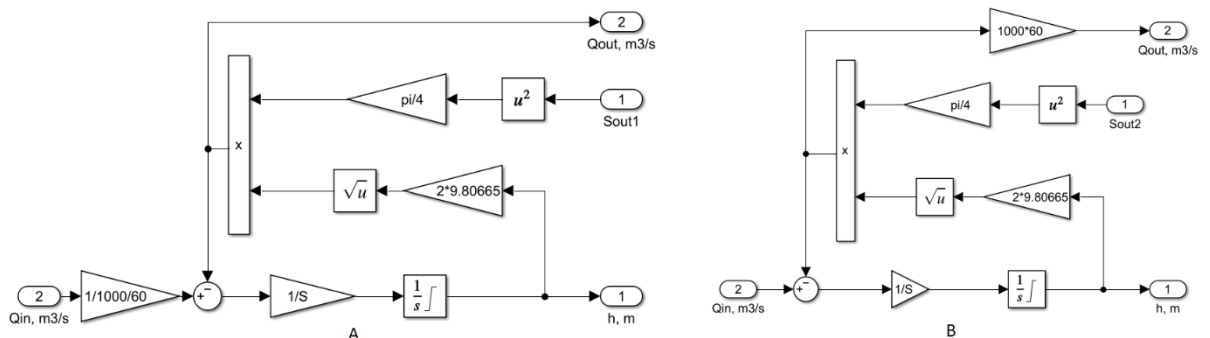 2
Qout, m3/s
pi/4
u²
1
Sout1
x
√u
2*9.80665
2
Qin, m3/s
1/1000/60
+
−
1/S
1
s
1
h, m
A
1000*60
2
Qout, m3/s
pi/4
u²
1
Sout2
x
√u
2*9.80665
2
Qin, m3/s
+
−
1/S
1
s
1
h, m
B